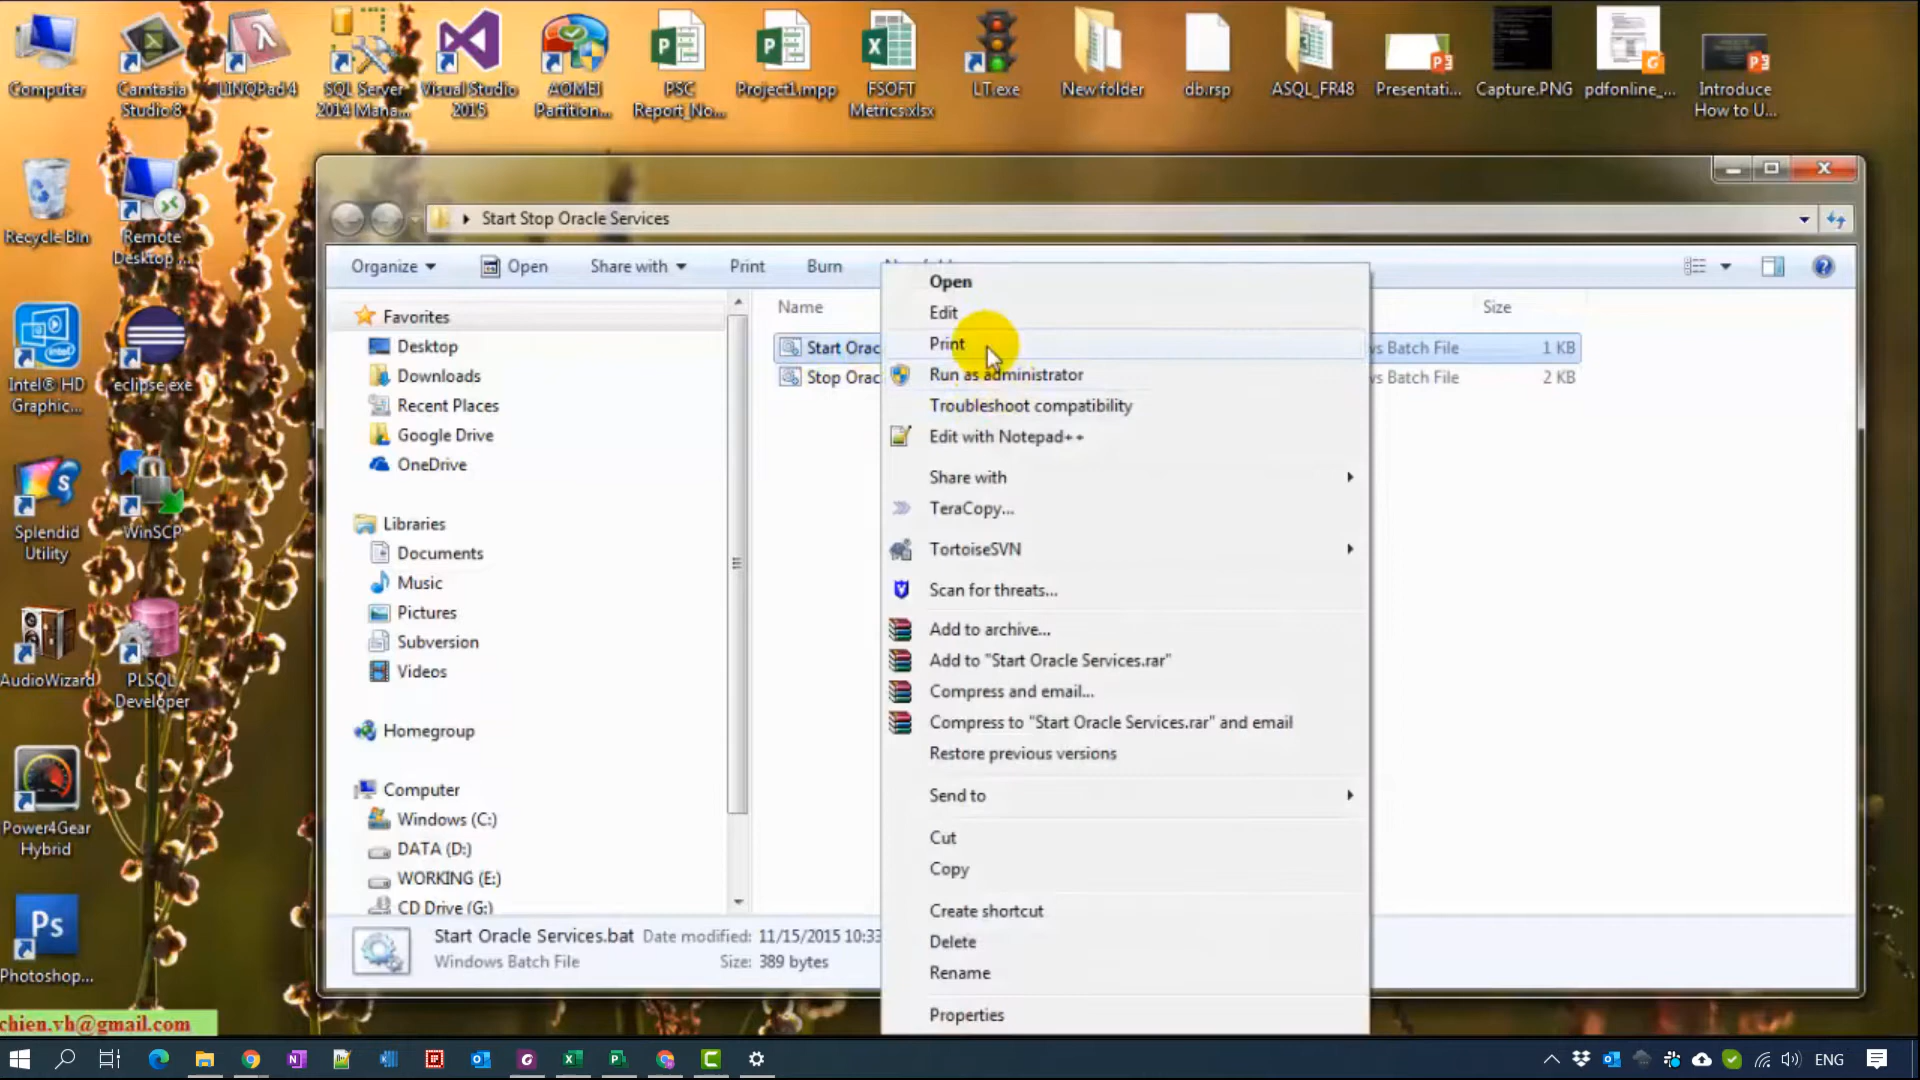 Computer
Camtasia
Studio 8
LINQPad 4
SQL Server
2014 Mana...
Visual Studio
2015
AOMEI
Partition...
PSC
Report_No...
Project1.mpp
FSOFT
Metrics.xlsx
LT.exe
New folder
db.rsp
ASQL_FR48
Presentati...
Capture.PNG
pdfonline_...
Introduce
How to U...
Recycle Bin
Remote
Desktop ...
Intel® HD
Graphic...
eclipse.exe
Splendid
Utility
WinSCP
AudioWizard
PLSQL
Developer
Power4Gear
Hybrid
Ps
Photoshop...
chien.vh@gmail.com
Start Stop Oracle Services
Organize
Open
Share with
Print
Burn
Name
Size
Favorites
Desktop
Downloads
Recent Places
Google Drive
OneDrive
Libraries
Documents
Music
Pictures
Subversion
Videos
Homegroup
Computer
Windows (C:)
DATA (D:)
WORKING (E:)
CD Drive (G:)
Start Orac
vs Batch File
1 KB
Stop Orac
vs Batch File
2 KB
Open
Edit
Print
Run as administrator
Troubleshoot compatibility
Edit with Notepad++
Share with
TeraCopy...
TortoiseSVN
Scan for threats...
Add to archive...
Add to "Start Oracle Services.rar"
Compress and email...
Compress to "Start Oracle Services.rar" and email
Restore previous versions
Send to
Cut
Copy
Create shortcut
Delete
Rename
Properties
Start Oracle Services.bat Date modified: 11/15/2015 10:33
Windows Batch File Size: 389 bytes
ENG